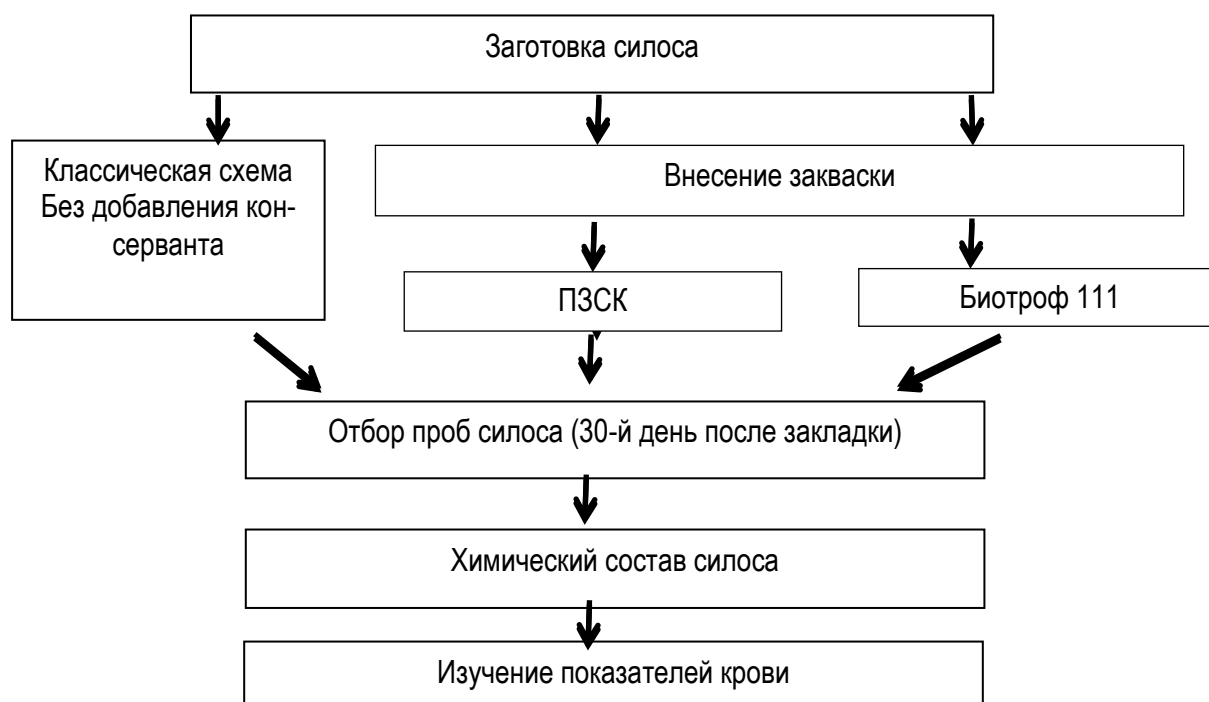 Заготовка силоса
Классическая схема
Без добавления кон-
серванта
Внесение закваски
ПЗСК
Биотроф 111
Отбор проб силоса (30-й день после закладки)
Химический состав силоса
Изучение показателей крови